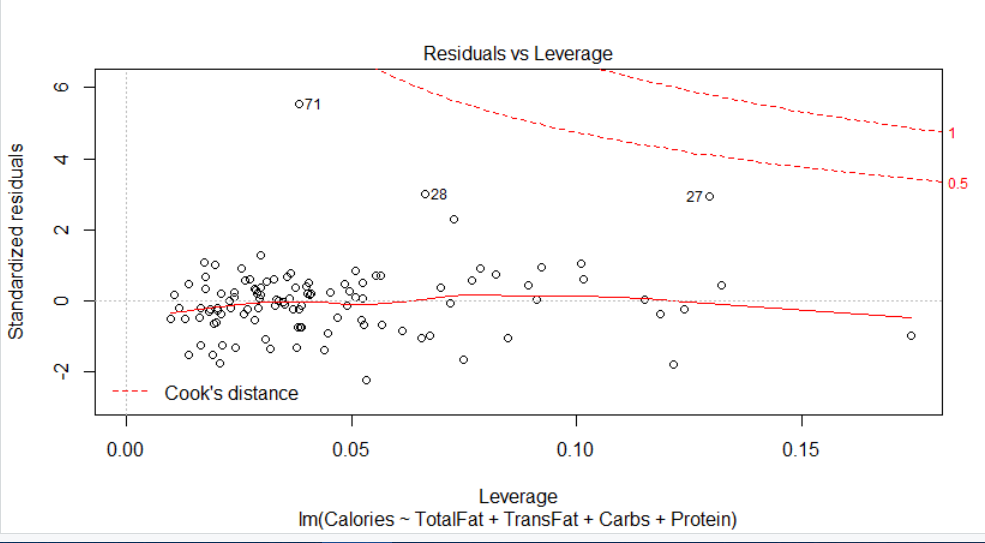 Residuals vs Leverage
Standardized residuals
6
4
2
0
-2
71
28
27
1
0.5
Cook's distance
0.00 0.05 0.10 0.15
Leverage
lm(Calories ~ TotalFat + TransFat + Carbs + Protein)